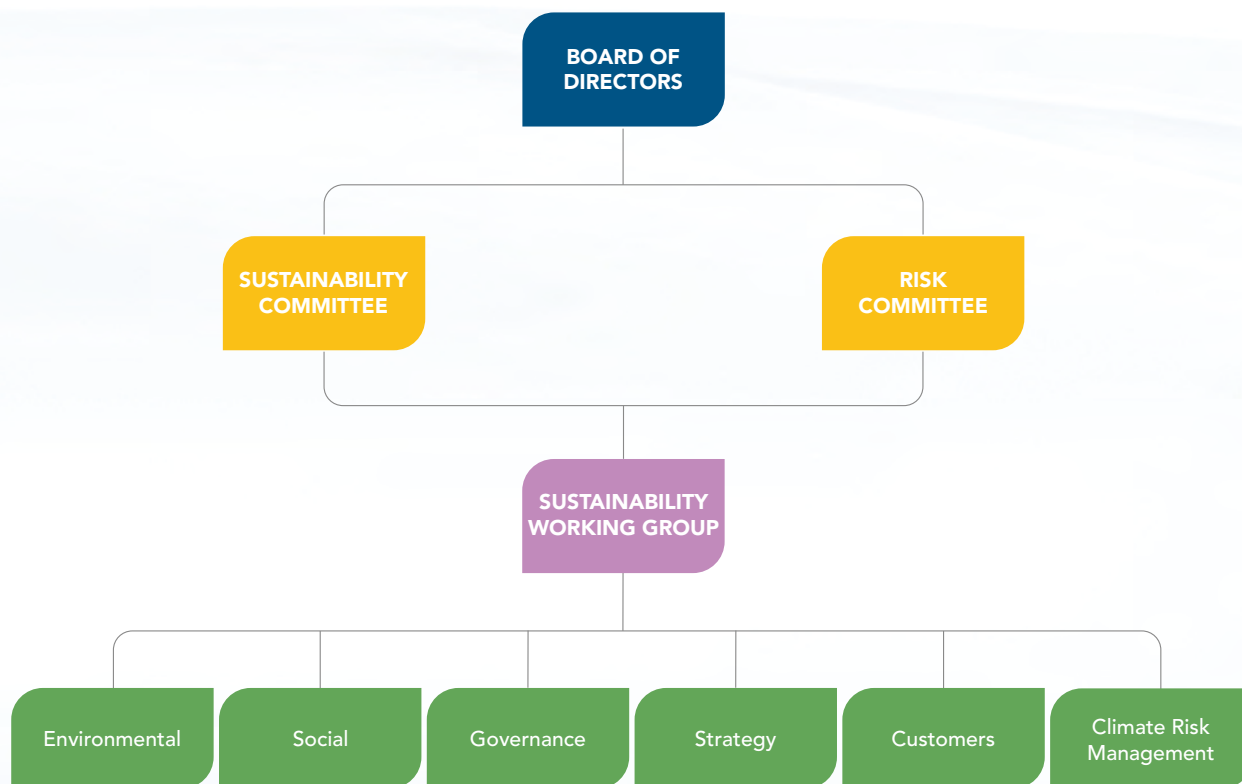 BOARD OF
DIRECTORS
SUSTAINABILITY
COMMITTEE
RISK
COMMITTEE
SUSTAINABILITY
WORKING GROUP
Environmental
Social
Governance
Strategy
Customers
Climate Risk
Management